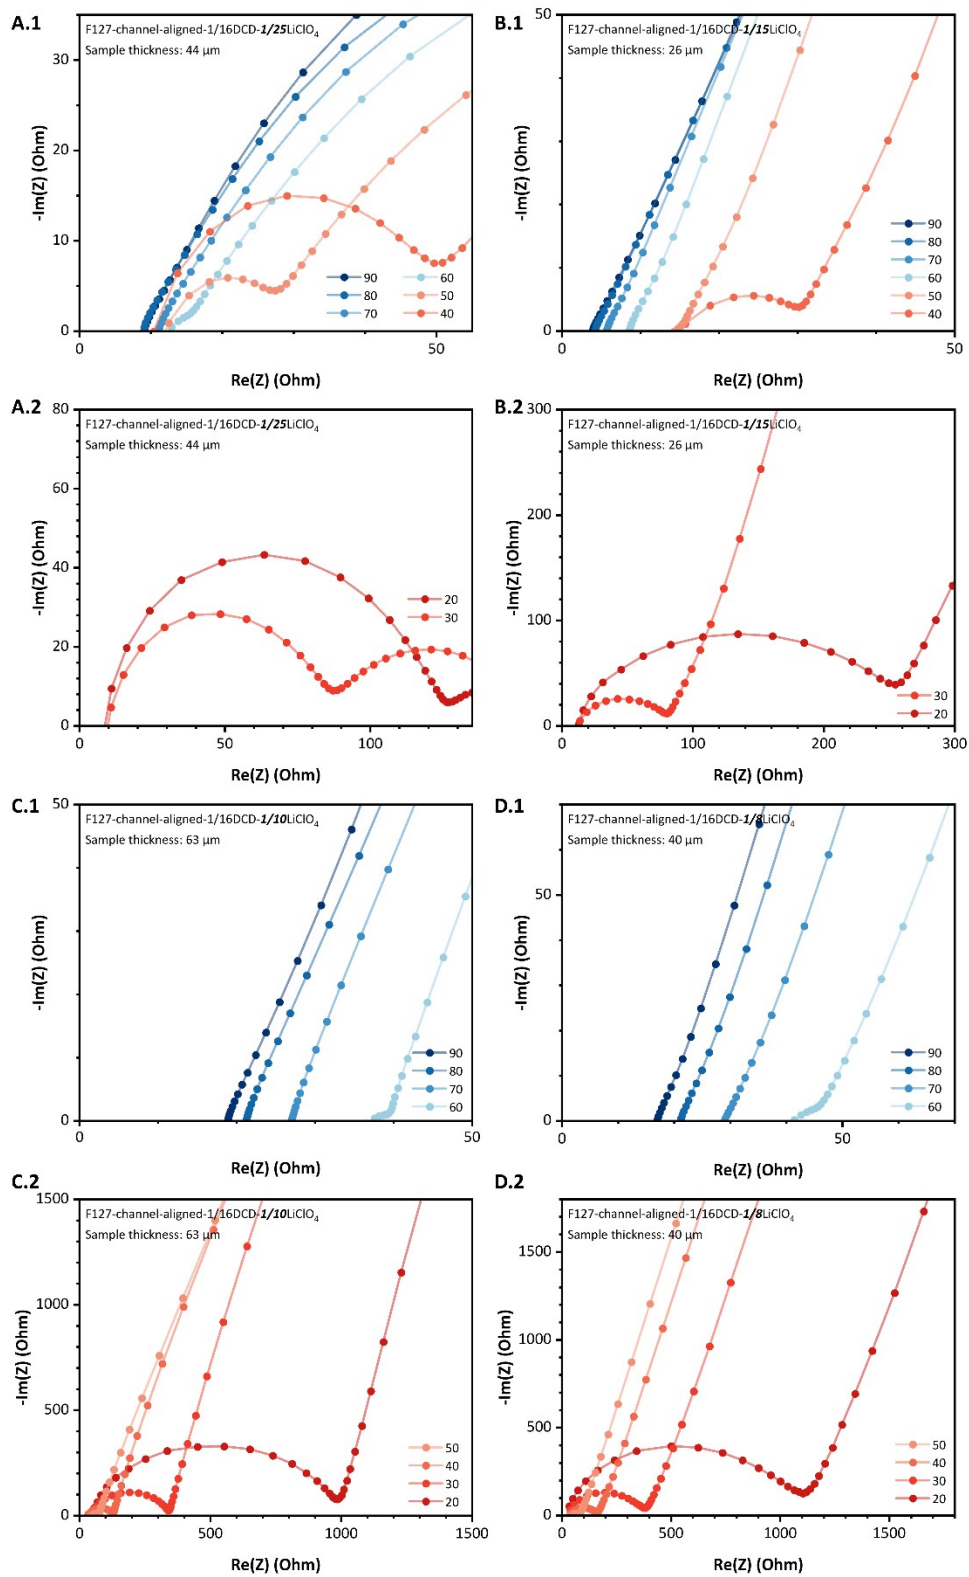 A.1
F127-channel-aligned-1/16DCD-1/25LiClO4
Sample thickness: 44 µm
30
20
10
0
-Im(Z) (Ohm)
90
80
70
60
50
40
0
50
Re(Z) (Ohm)
B.1
F127-channel-aligned-1/16DCD-1/15LiClO4
Sample thickness: 26 µm
50
0
-Im(Z) (Ohm)
90
80
70
60
50
40
0
50
Re(Z) (Ohm)
A.2
F127-channel-aligned-1/16DCD-1/25LiClO4
Sample thickness: 44 µm
80
60
40
20
0
-Im(Z) (Ohm)
20
30
0
50
100
Re(Z) (Ohm)
B.2
F127-channel-aligned-1/16DCD-1/15LiClO4
Sample thickness: 26 µm
300
200
100
0
-Im(Z) (Ohm)
30
20
0
100
200
300
Re(Z) (Ohm)
C.1
F127-channel-aligned-1/16DCD-1/10LiClO4
Sample thickness: 63 µm
50
0
-Im(Z) (Ohm)
90
80
70
60
0
50
Re(Z) (Ohm)
D.1
F127-channel-aligned-1/16DCD-1/8LiClO4
Sample thickness: 40 µm
50
0
-Im(Z) (Ohm)
90
80
70
60
0
50
Re(Z) (Ohm)
C.2
F127-channel-aligned-1/16DCD-1/10LiClO4
Sample thickness: 63 µm
1500
1000
500
0
-Im(Z) (Ohm)
50
40
30
20
0
500
1000
1500
Re(Z) (Ohm)
D.2
F127-channel-aligned-1/16DCD-1/8LiClO4
Sample thickness: 40 µm
1500
1000
500
0
-Im(Z) (Ohm)
50
40
30
20
0
500
1000
1500
Re(Z) (Ohm)